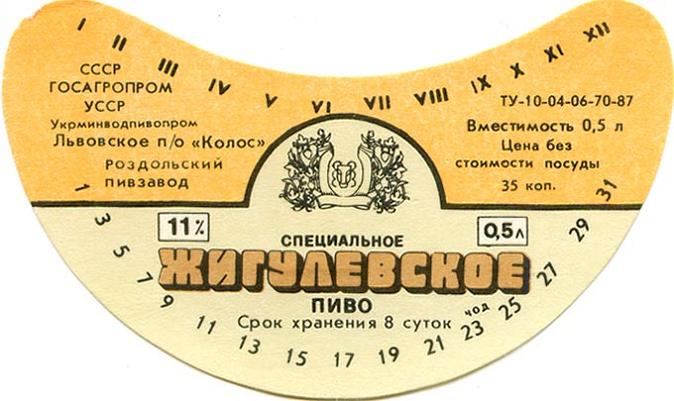 I II III IV V VI VII VIII IX X XI XII
СССР
ГОСАГРОПРОМ
УССР
Укрминводпивопром
Львовское п/о «Колос»
Роздольский
пивзавод
ТУ-10-04-06-70-87
Вместимость 0,5 л
Цена без
стоимости посуды
35 коп.
11%
0,5л
СПЕЦИАЛЬНОЕ
ЖИГУЛЕВСКОЕ
ПИВО
Срок хранения 8 суток
чод
1 3 5 7 9 11 13 15 17 19 21 23 25 27 29 31